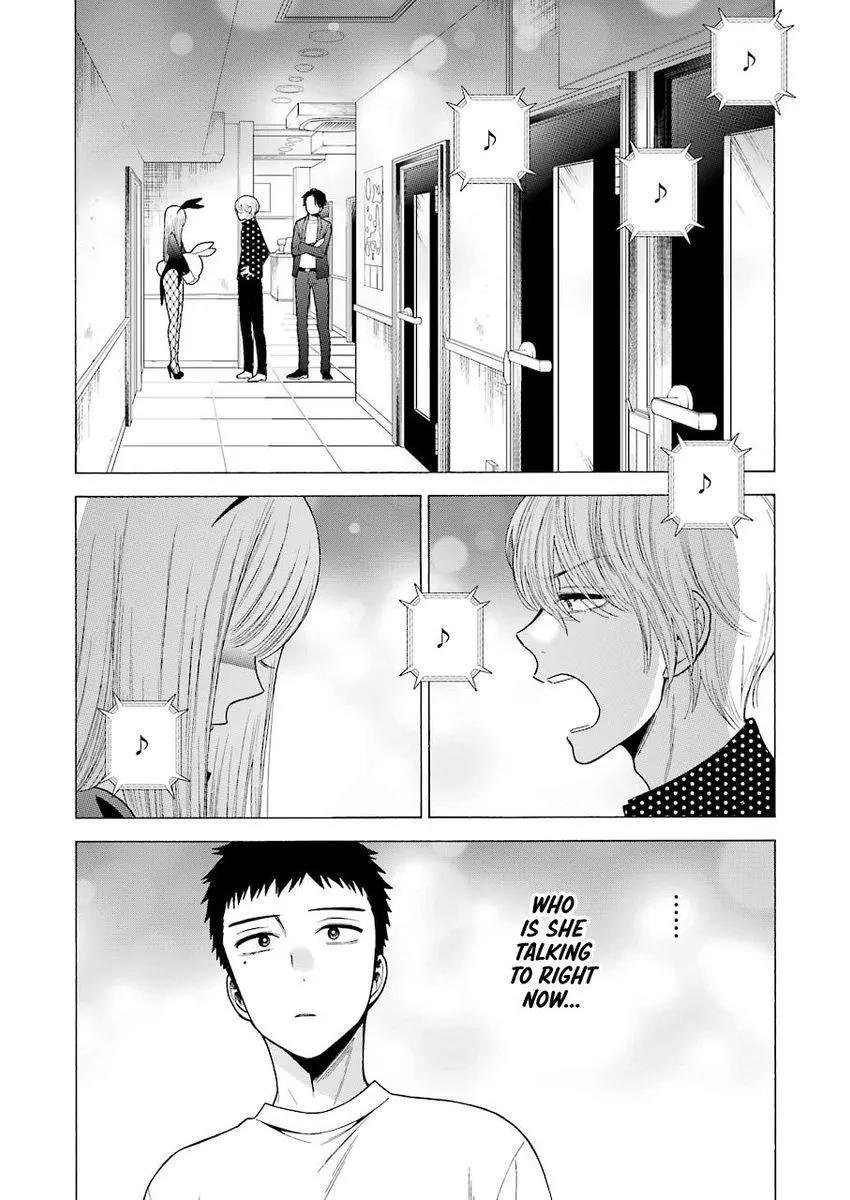 ♪
♪
♪
♪
♪
♪
......
WHO
IS SHE
TALKING
TO RIGHT
NOW...